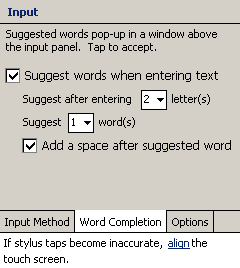 Input
Suggested words pop-up in a window above
the input panel. Tap to accept.
Suggest words when entering text
Suggest after entering 2 letter(s)
Suggest 1 word(s)
Add a space after suggested word
Input Method Word Completion Options
If stylus taps become inaccurate, align the
touch screen.